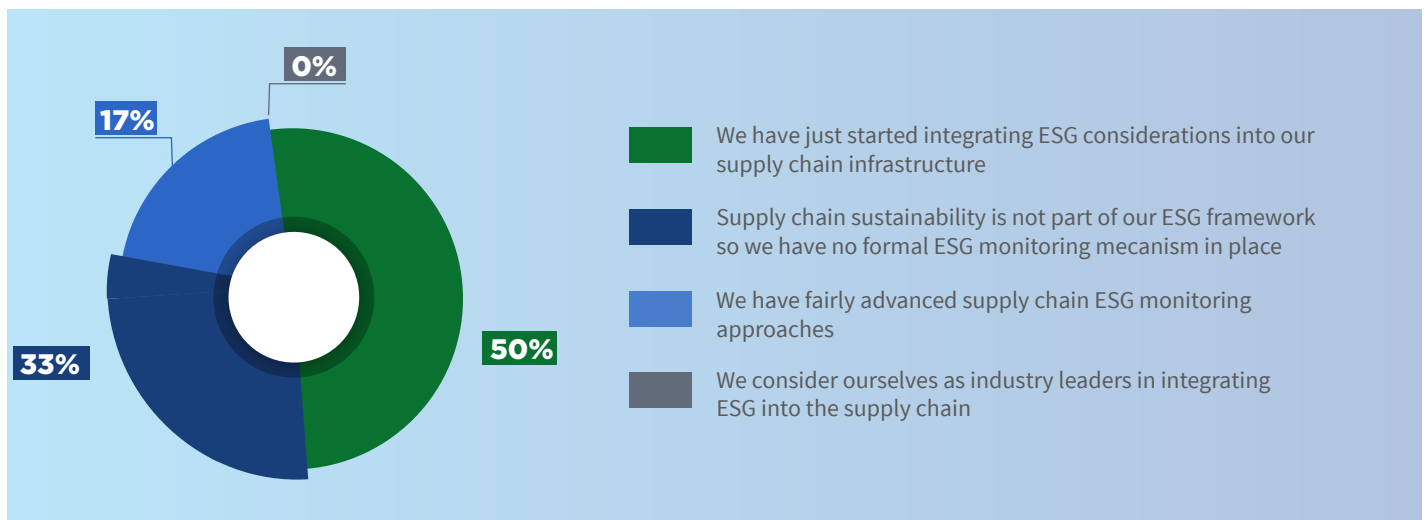 0%
17%
33%
50%
We have just started integrating ESG considerations into our
supply chain infrastructure
Supply chain sustainability is not part of our ESG framework
so we have no formal ESG monitoring mecanism in place
We have fairly advanced supply chain ESG monitoring
approaches
We consider ourselves as industry leaders in integrating
ESG into the supply chain